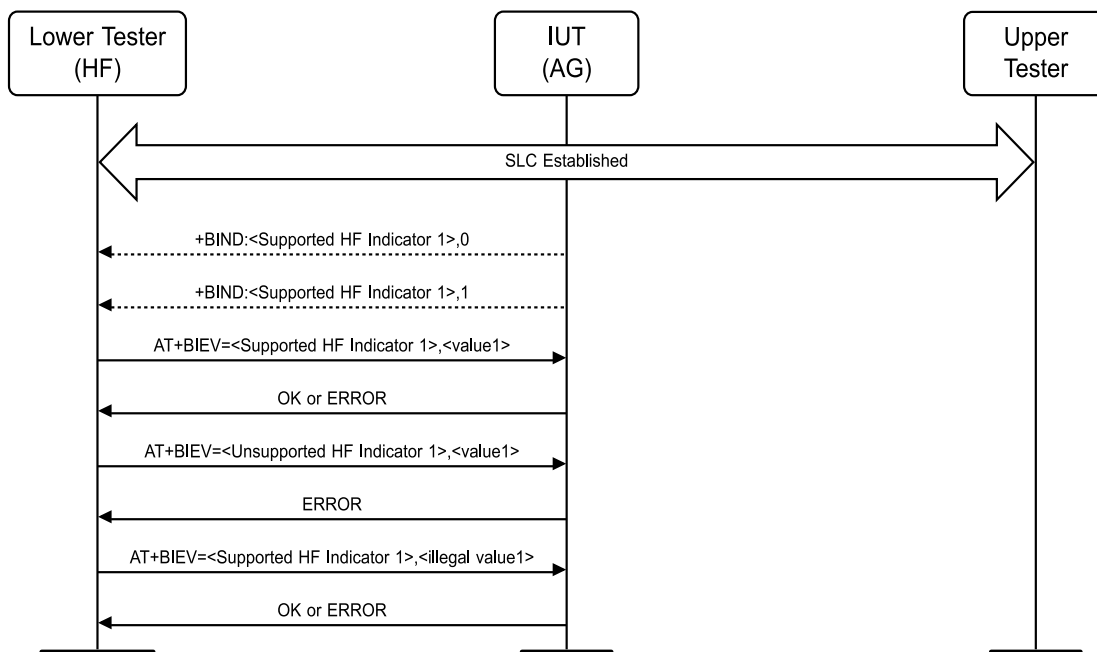 Lower Tester
(HF)
IUT
(AG)
Upper
Tester
SLC Established
+BIND:<Supported HF Indicator 1>,0
+BIND:<Supported HF Indicator 1>,1
AT+BIEV=<Supported HF Indicator 1>,<value1>
OK or ERROR
AT+BIEV=<Unsupported HF Indicator 1>,<value1>
ERROR
AT+BIEV=<Supported HF Indicator 1>,<illegal value1>
OK or ERROR